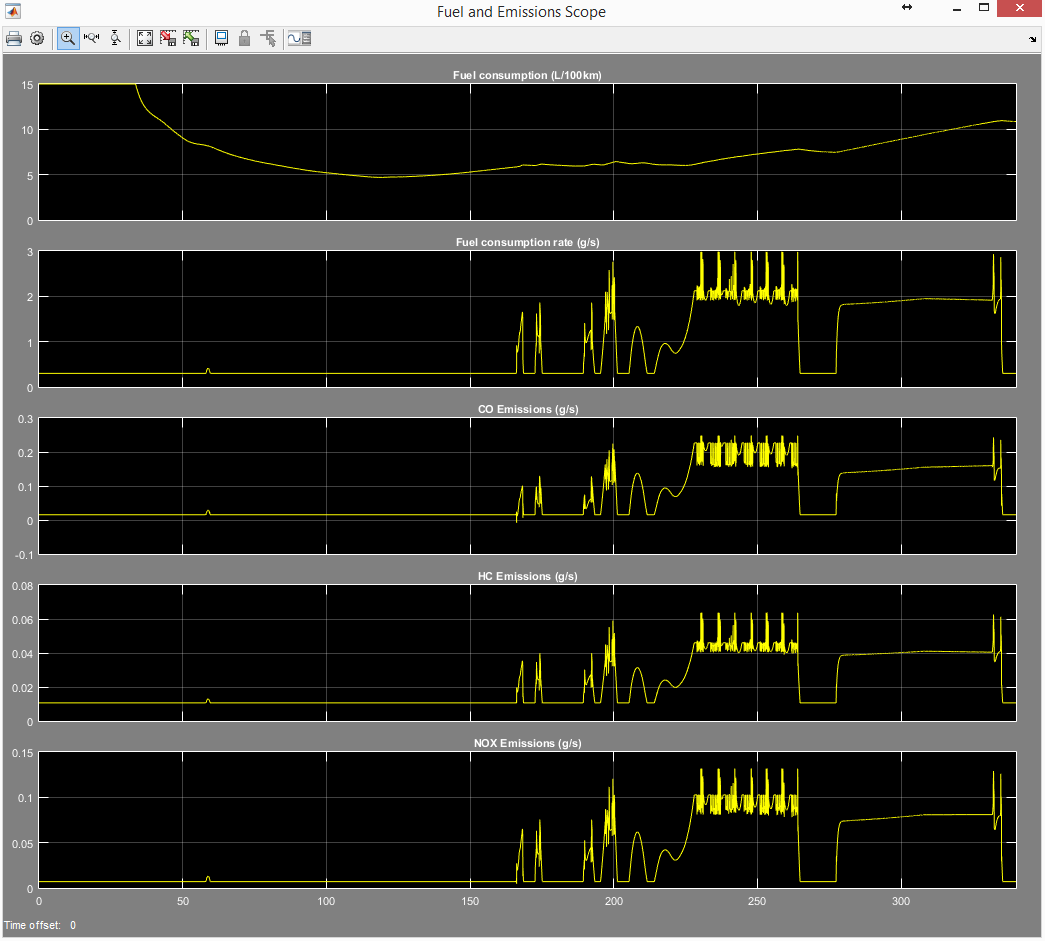 Fuel and Emissions Scope
Fuel consumption (L/100km)
15
10
5
0
Fuel consumption rate (g/s)
3
2
1
0
CO Emissions (g/s)
0.3
0.2
0.1
0
-0.1
HC Emissions (g/s)
0.08
0.06
0.04
0.02
0
NOX Emissions (g/s)
0.15
0.1
0.05
0
0 50 100 150 200 250 300
Time offset: 0